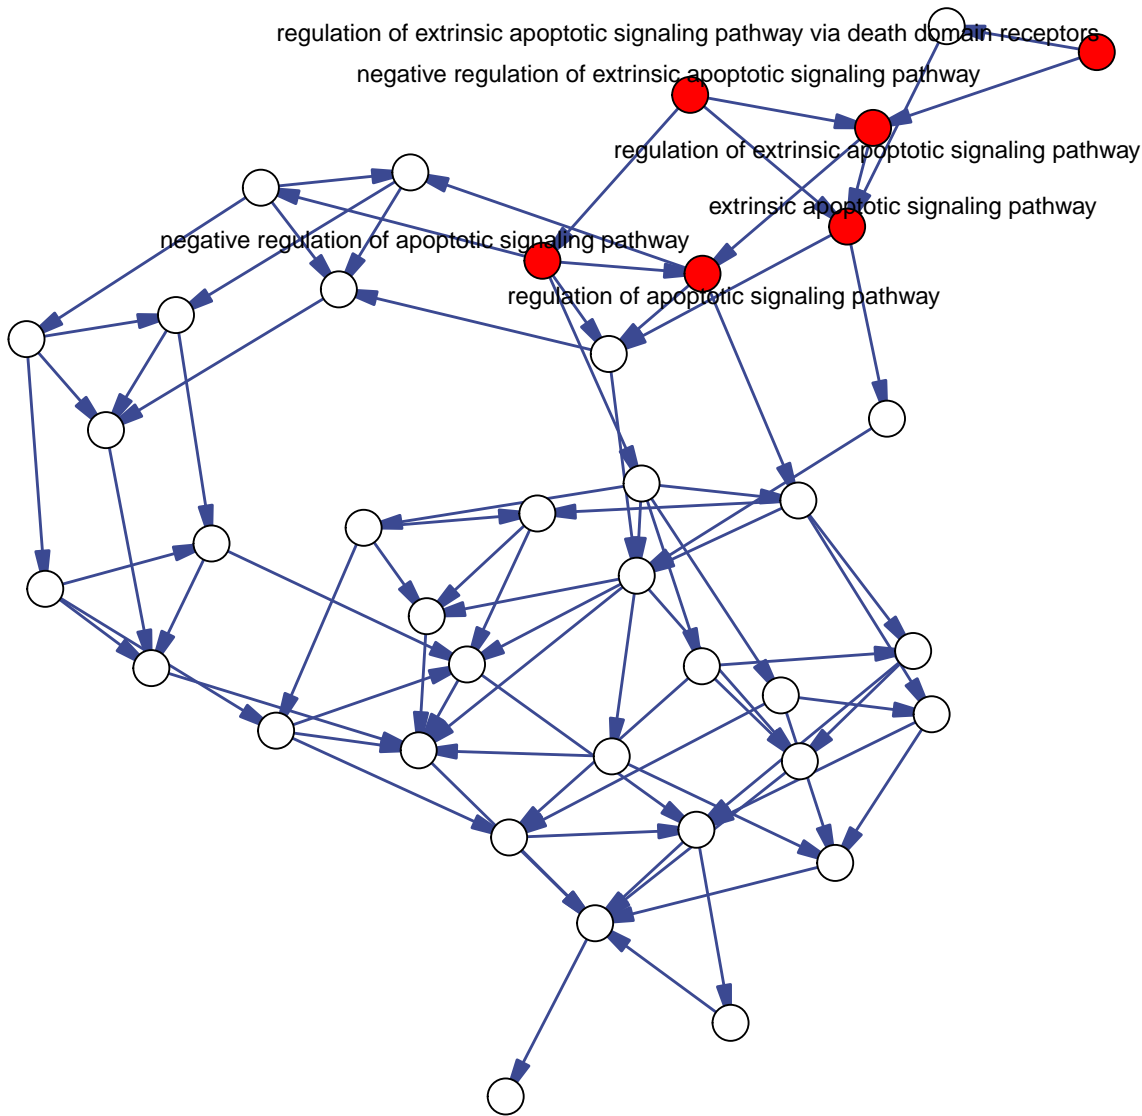 regulation of extrinsic apoptotic signaling pathway via death domain receptors
negative regulation of extrinsic apoptotic signaling pathway
regulation of extrinsic apoptotic signaling pathway
extrinsic apoptotic signaling pathway
negative regulation of apoptotic signaling pathway
regulation of apoptotic signaling pathway